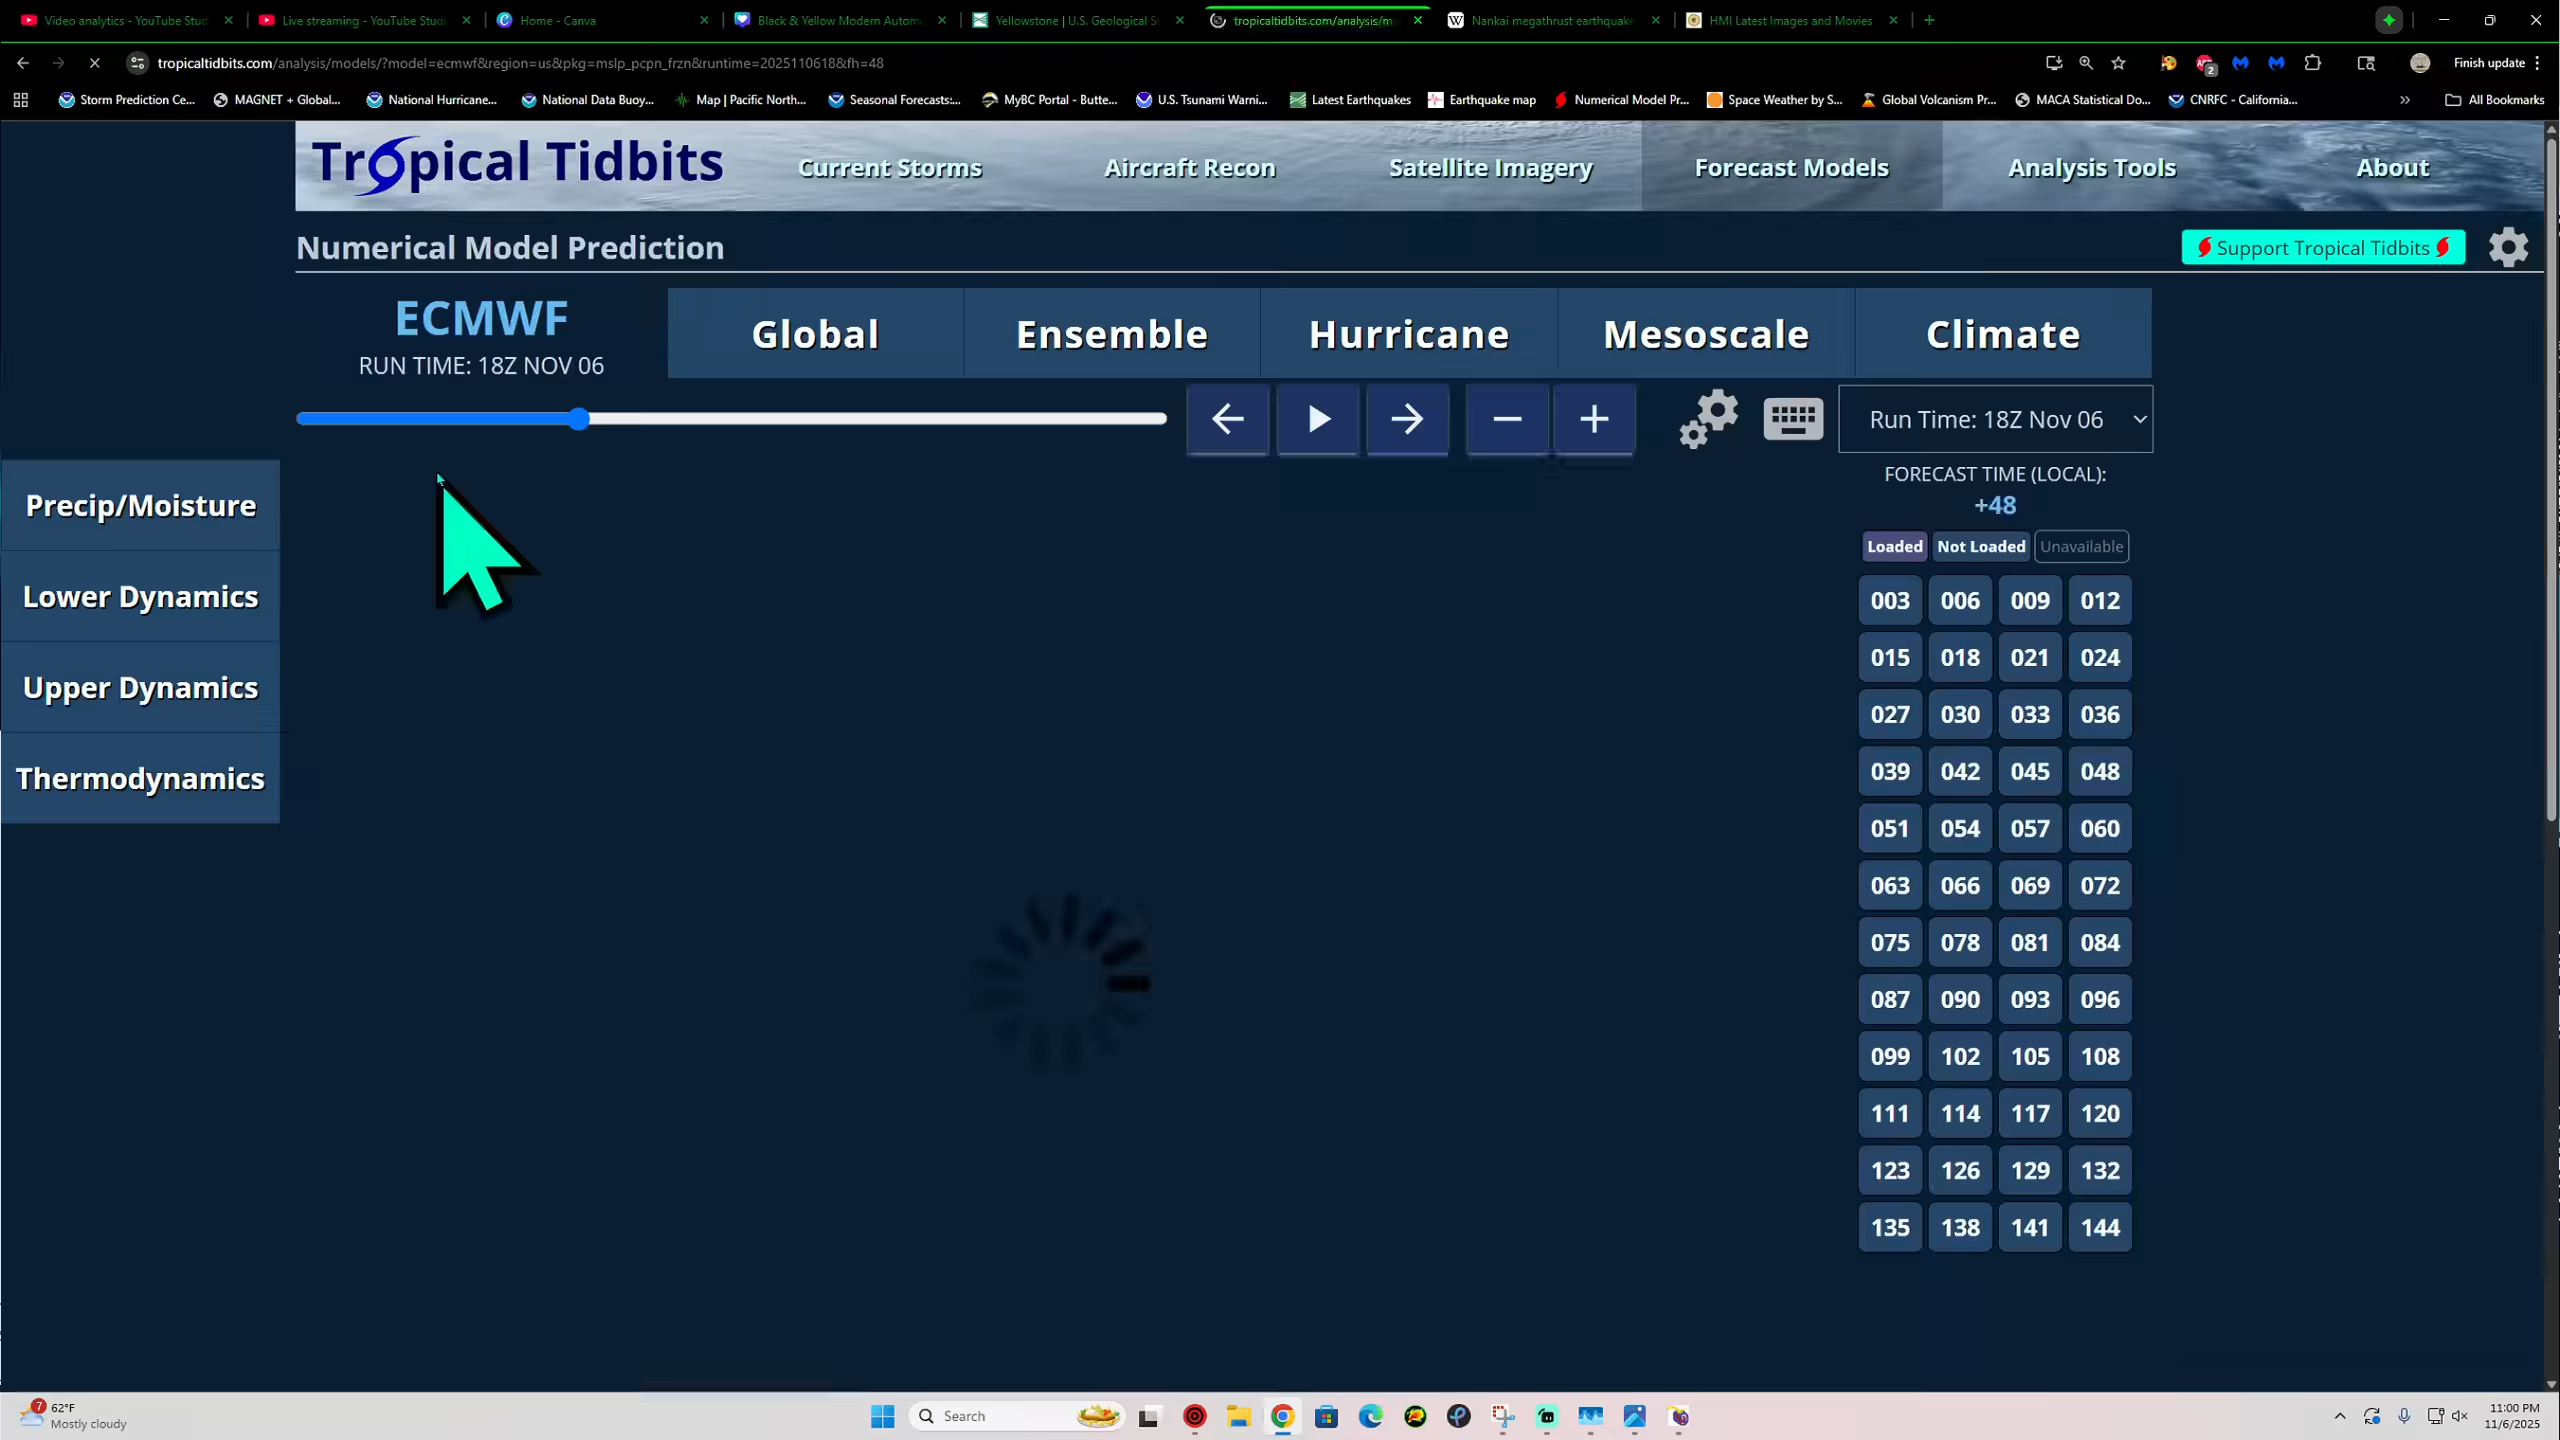 Video analytics - YouTube Stud
Live streaming - YouTube Studi
Home - Canva
Black & Yellow Modern Autom
Yellowstone | U.S. Geological S
tropicaltidbits.com/analysis/m
Nankai megathrust earthquake
HMI Latest Images and Movies
tropicaltidbits.com/analysis/models/?model=ecmwf&region=us&pkg=mslp_pcpn_frzn&runtime=2025110618&fh=48
2
Finish update
Storm Prediction Ce...
MAGNET + Global...
National Hurricane...
National Data Buoy...
Map | Pacific North...
Seasonal Forecasts:...
MyBC Portal - Butte...
U.S. Tsunami Warni...
Latest Earthquakes
Earthquake map
Numerical Model Pr...
Space Weather by S...
Global Volcanism Pr...
MACA Statistical Do...
CNRFC - California...
»
All Bookmarks
Tropical Tidbits
Current Storms
Aircraft Recon
Satellite Imagery
Forecast Models
Analysis Tools
About
Numerical Model Prediction
Support Tropical Tidbits
ECMWF
RUN TIME: 18Z NOV 06
Global
Ensemble
Hurricane
Mesoscale
Climate
Run Time: 18Z Nov 06
Precip/Moisture
Lower Dynamics
Upper Dynamics
Thermodynamics
FORECAST TIME (LOCAL):
+48
Loaded Not Loaded Unavailable
003 006 009 012
015 018 021 024
027 030 033 036
039 042 045 048
051 054 057 060
063 066 069 072
075 078 081 084
087 090 093 096
099 102 105 108
111 114 117 120
123 126 129 132
135 138 141 144
7
62°F
Mostly cloudy
Search
11:00 PM
11/6/2025